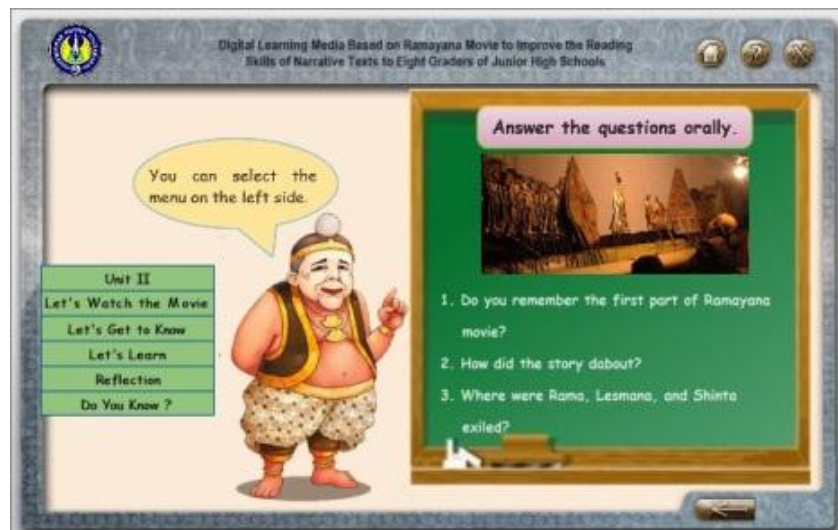 Digital Learning Media Based on Ramayana Movie to Improve the Reading
Skills of Narrative Texts to Eight Graders of Junior High Schools
You can select the
menu on the left side.
Unit II
Let's Watch the Movie
Let's Get to Know
Let's Learn
Reflection
Do You Know ?
Answer the questions orally.
1. Do you remember the first part of Ramayana
movie?
2. How did the story dabout?
3. Where were Rama, Lesmana, and Shinta
exiled?